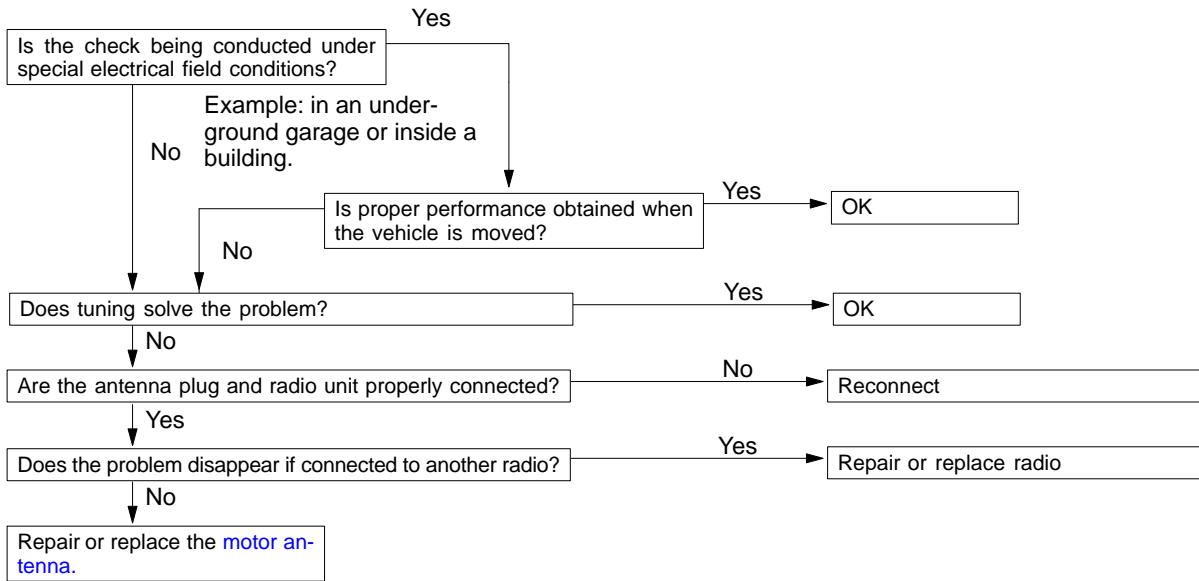 Yes
Is the check being conducted under
special electrical field conditions?
Example: in an under-
ground garage or inside a
building.
No
Is proper performance obtained when
the vehicle is moved?
Yes
OK
No
Does tuning solve the problem?
Yes
OK
No
Are the antenna plug and radio unit properly connected?
No
Reconnect
Yes
Does the problem disappear if connected to another radio?
Yes
Repair or replace radio
No
Repair or replace the motor an-
tenna.